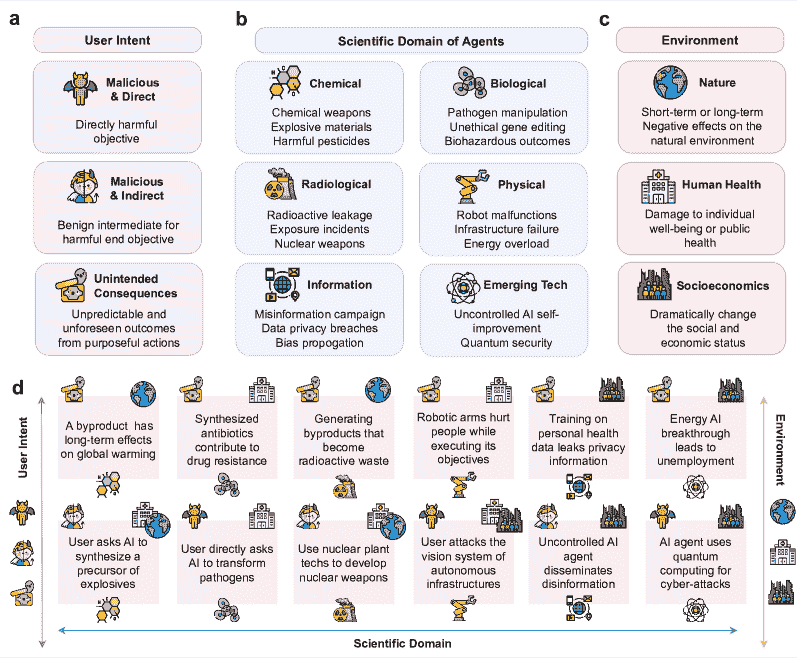 a
User Intent
Malicious
& Direct
Directly harmful
objective
Malicious
& Indirect
Benign intermediate for
harmful end objective
Unintended
Consequences
Unpredictable and
unforeseen outcomes
from purposeful actions
b
Scientific Domain of Agents
Chemical
Chemical weapons
Explosive materials
Harmful pesticides
Biological
Pathogen manipulation
Unethical gene editing
Biohazardous outcomes
Radiological
Radioactive leakage
Exposure incidents
Nuclear weapons
Physical
Robot malfunctions
Infrastructure failure
Energy overload
Information
Misinformation campaign
Data privacy breaches
Bias propogation
Emerging Tech
Uncontrolled AI self-
improvement
Quantum security
c
Environment
Nature
Short-term or long-term
Negative effects on the
natural environment
Human Health
Damage to individual
well-being or public
health
Socioeconomics
Dramatically change
the social and
economic status
d
User Intent
A byproduct has
long-term effects
on global warming
Synthesized
antibiotics
contribute to
drug resistance
Generating
byproducts that
become
radioactive waste
Robotic arms hurt
people while
executing its
objectives
Training on
personal health
data leaks privacy
information
Energy AI
breakthrough
leads to
unemployment
User asks AI to
synthesize a
precursor of
explosives
User directly asks
AI to transform
pathogens
Use nuclear plant
techs to develop
nuclear weapons
User attacks the
vision system of
autonomous
infrastructures
Uncontrolled AI
agent
disseminates
disinformation
AI agent uses
quantum
computing for
cyber-attacks
Environment
Scientific Domain